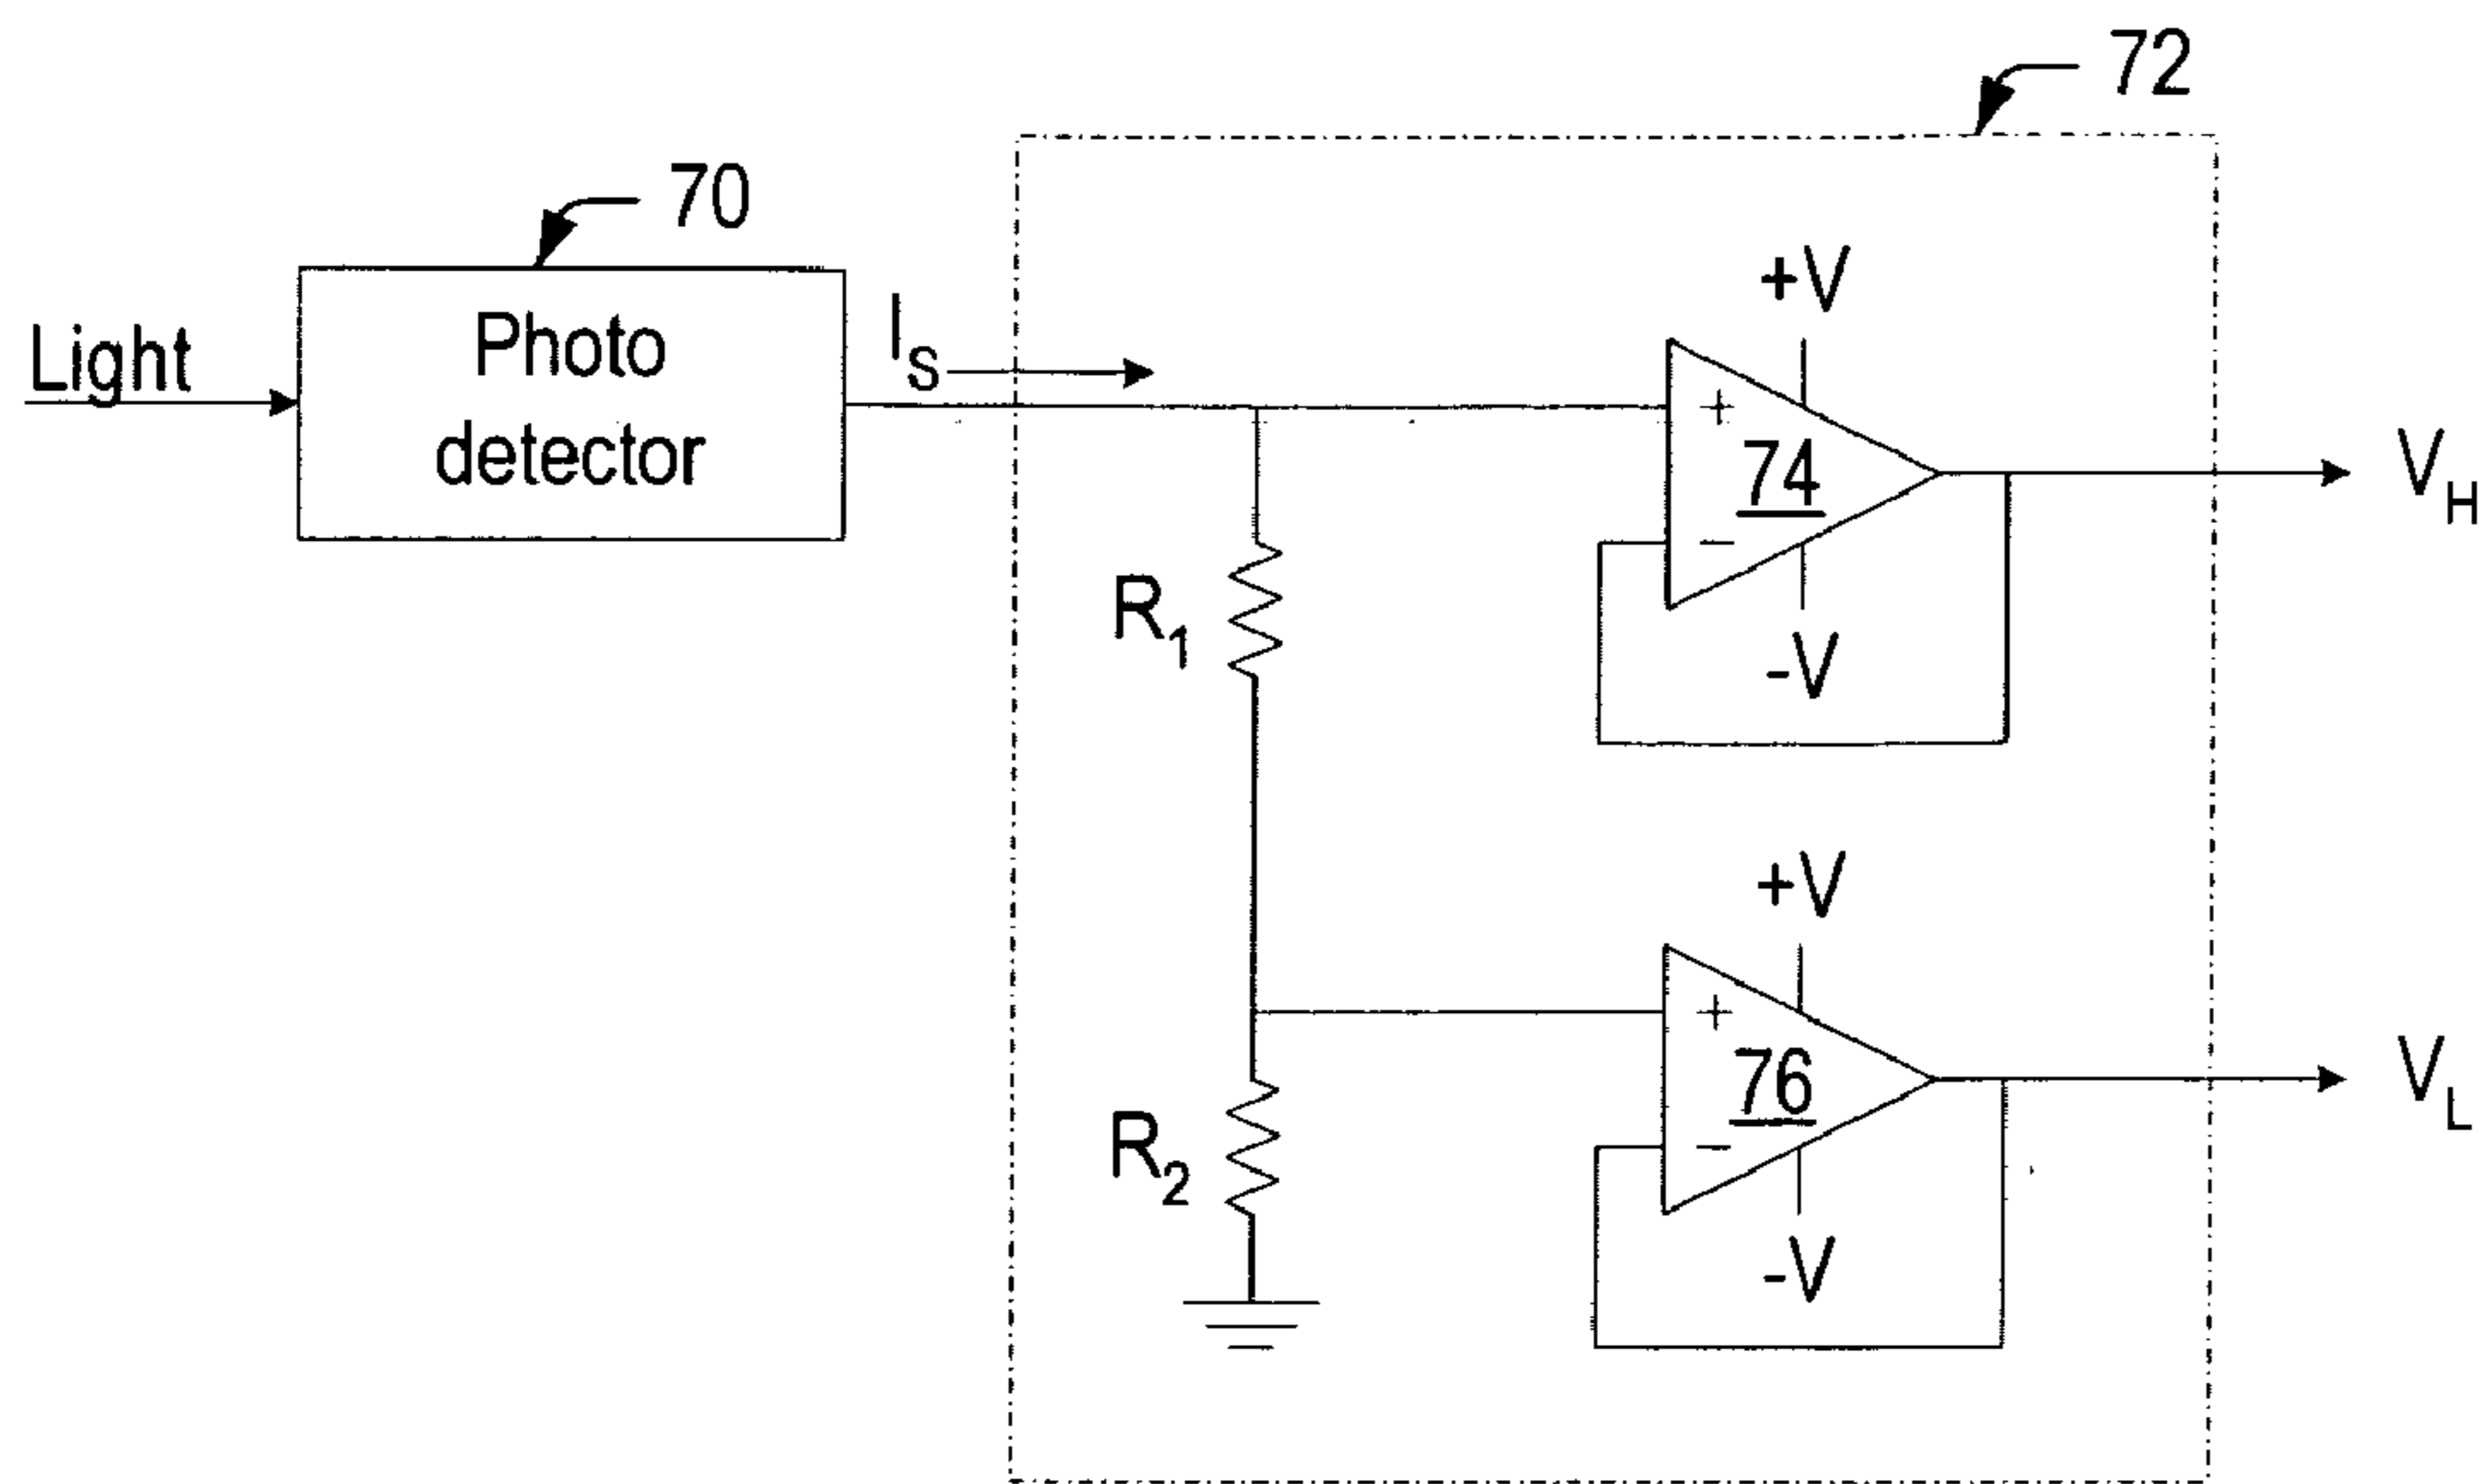 72
70
Light
Photo
detector
I_S
+V
+
74
−
-V
V_H
R_1
+V
+
76
−
-V
V_L
R_2